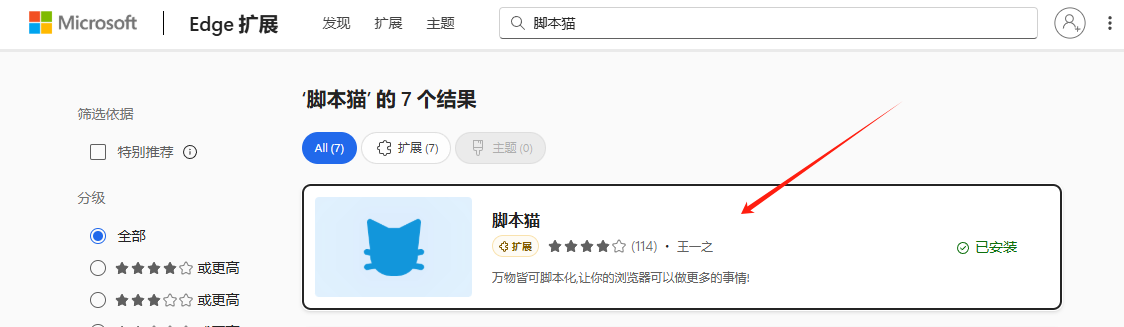 Microsoft Edge 扩展 发现 扩展 主题 脚本猫
'脚本猫' 的 7 个结果
筛选依据
All (7) 扩展 (7) 主题 (0)
特别推荐
分级
脚本猫
全部
扩展 (114) • 王一之 已安装
或更高
万物皆可脚本化,让你的浏览器可以做更多的事情!
或更高